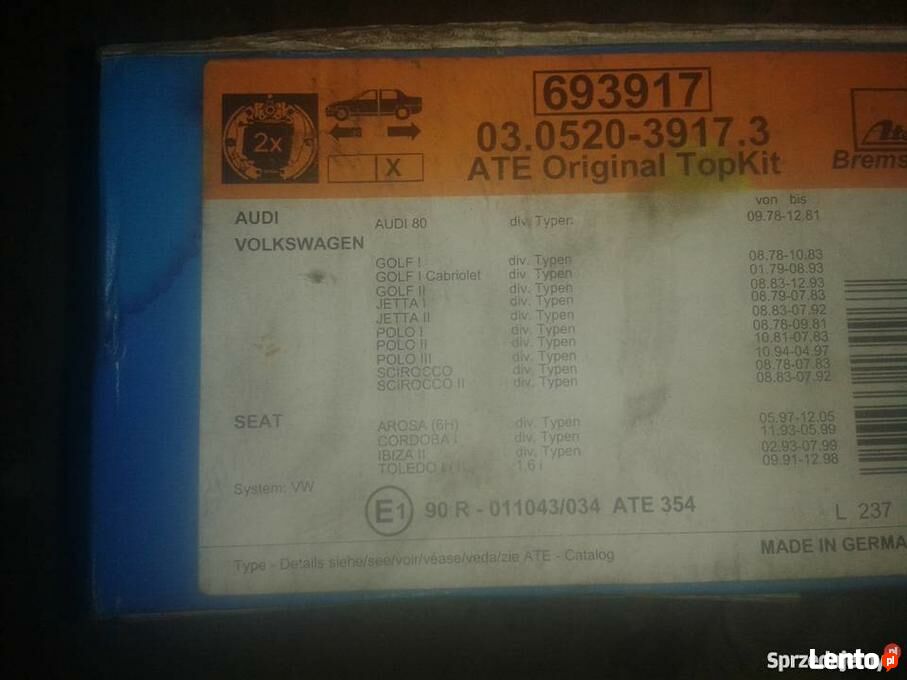 693917
03.0520-3917.3
ATE Original TopKit
2x
X
Ate
Brems
von bis
AUDI AUDI 80 div. Typen 09.78-12.81
VOLKSWAGEN
GOLF I div. Typen 08.78-10.83
GOLF I Cabriolet div. Typen 01.79-08.93
GOLF II div. Typen 08.83-12.93
JETTA I div. Typen 08.79-07.83
JETTA II div. Typen 08.83-07.92
POLO I div. Typen 08.78-09.81
POLO II div. Typen 10.81-07.83
POLO III div. Typen 10.94-04.97
SCIROCCO div. Typen 08.78-07.83
SCIROCCO II div. Typen 08.83-07.92
SEAT AROSA (6H) div. Typen 05.97-12.05
CORDOBA I div. Typen 11.93-05.99
IBIZA II div. Typen 02.93-07.99
TOLEDO I 1,6 i 09.91-12.98
System: VW
E1 90 R - 011043/034 ATE 354
L 237
MADE IN GERMA
Type - Details siehe/see/voir/véase/veda/zie ATE - Catalog
Lento
pl